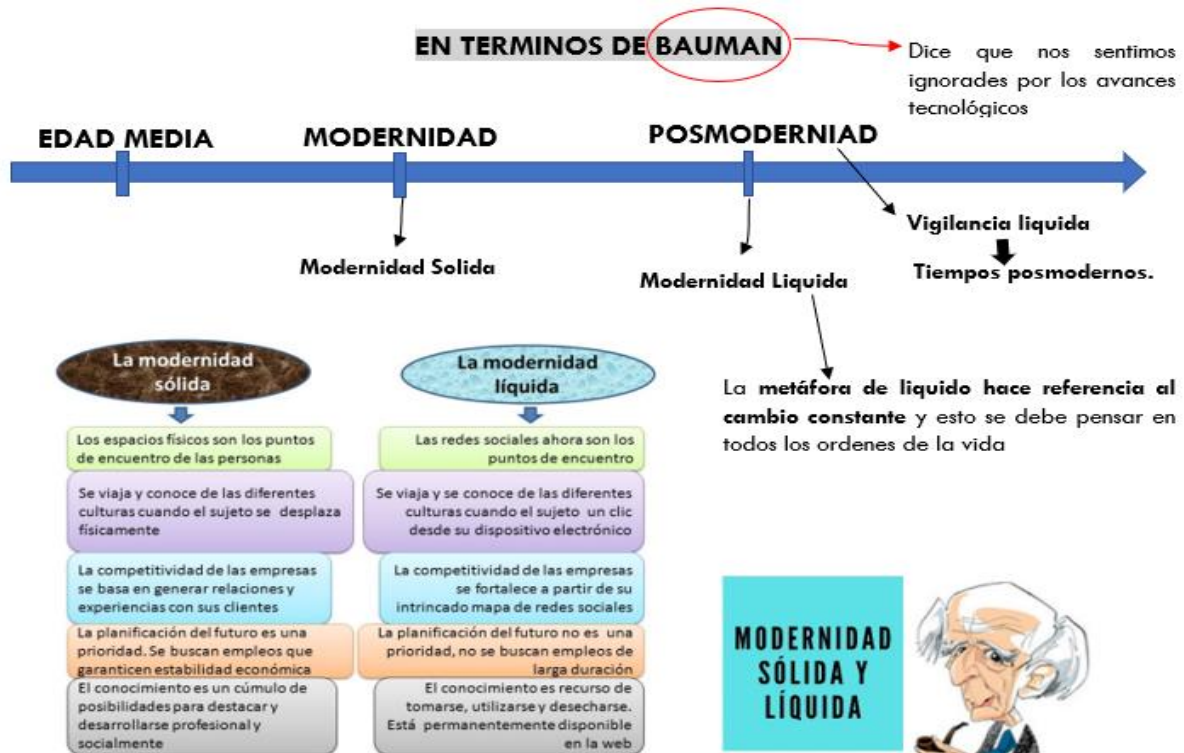 EN TERMINOS DE BAUMAN
Dice que nos sentimos
ignorades por los avances
tecnológicos
EDAD MEDIA
MODERNIDAD
POSMODERNIAD
Modernidad Solida
Modernidad Liquida
Vigilancia liquida
Tiempos posmodernos.
La metáfora de liquido hace referencia al
cambio constante y esto se debe pensar en
todos los ordenes de la vida
La modernidad
sólida
Los espacios físicos son los puntos
de encuentro de las personas
Se viaja y conoce de las diferentes
culturas cuando el sujeto se desplaza
físicamente
La competitividad de las empresas
se basa en generar relaciones y
experiencias con sus clientes
La planificación del futuro es una
prioridad. Se buscan empleos que
garanticen estabilidad económica
El conocimiento es un cúmulo de
posibilidades para destacar y
desarrollarse profesional y
socialmente
La modernidad
líquida
Las redes sociales ahora son los
puntos de encuentro
Se viaja y se conoce de las diferentes
culturas cuando el sujeto un clic
desde su dispositivo electrónico
La competitividad de las empresas
se fortalece a partir de su
intrincado mapa de redes sociales
La planificación del futuro no es una
prioridad, no se buscan empleos de
larga duración
El conocimiento es recurso de
tomarse, utilizarse y desecharse.
Está permanentemente disponible
en la web
MODERNIDAD
SÓLIDA Y
LÍQUIDA